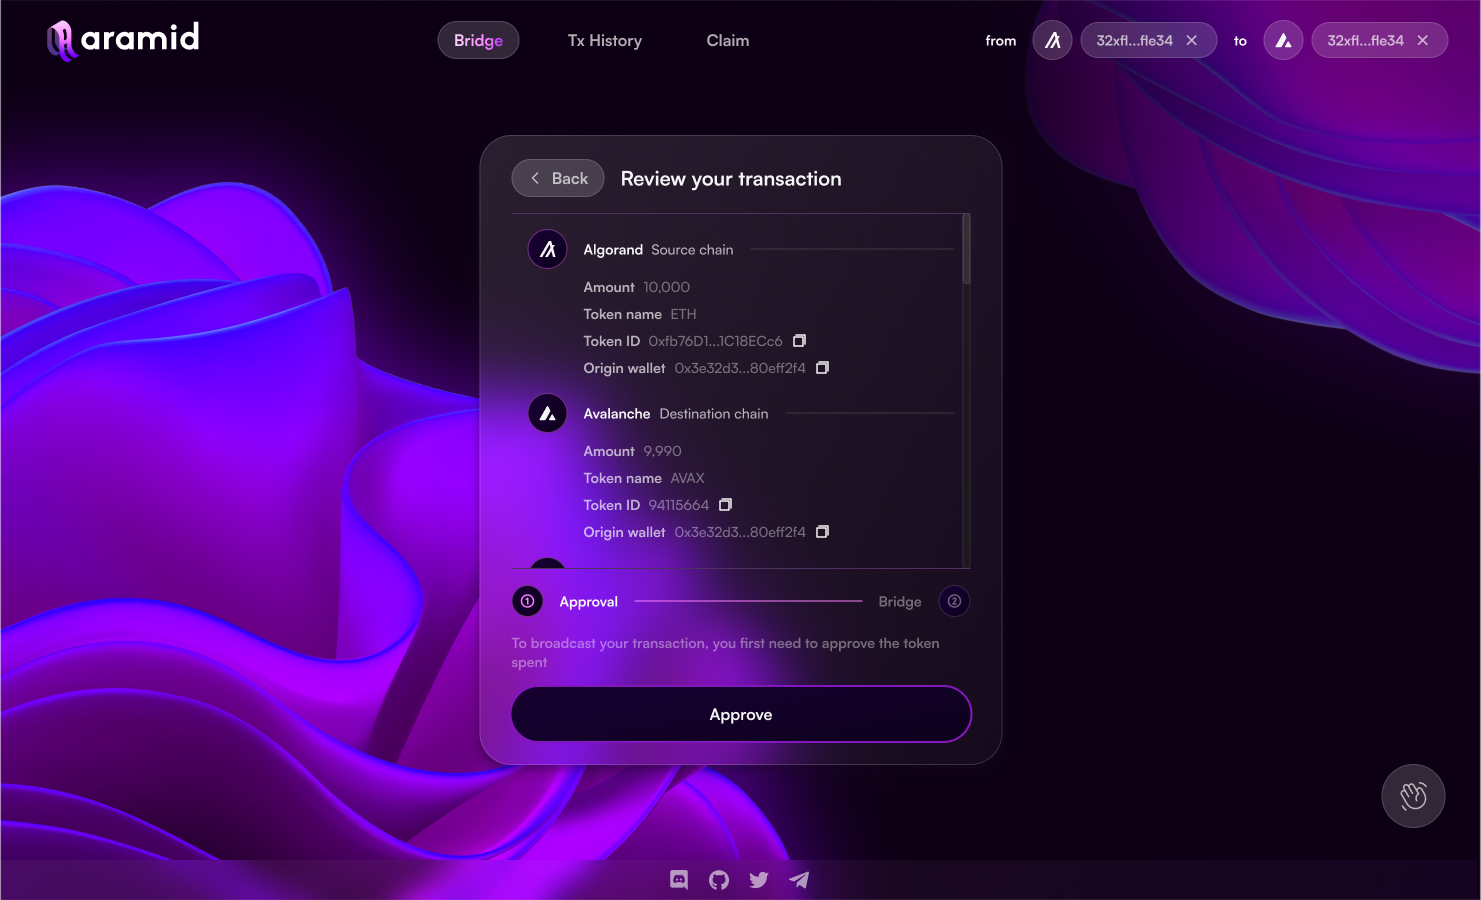 aramid
Bridge
Tx History
Claim
from
32xfl...fle34
to
32xfl...fle34
Back
Review your transaction
Algorand Source chain
Amount 10,000
Token name ETH
Token ID 0xfb76D1...1C18ECc6
Origin wallet 0x3e32d3...80eff2f4
Avalanche Destination chain
Amount 9,990
Token name AVAX
Token ID 94115664
Origin wallet 0x3e32d3...80eff2f4
1 Approval
Bridge 2
To broadcast your transaction, you first need to approve the token
spent
Approve